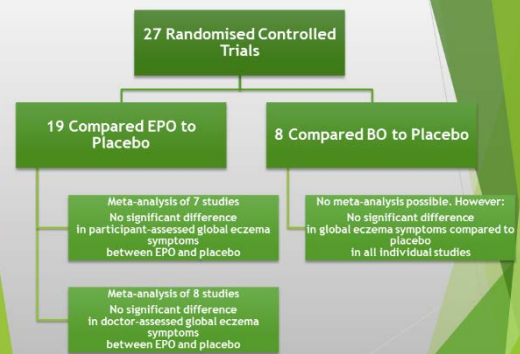 27 Randomised Controlled
Trials
19 Compared EPO to
Placebo
8 Compared BO to Placebo
Meta-analysis of 7 studies
No significant difference
in participant-assessed global eczema
symptoms
between EPO and placebo
No meta-analysis possible. However:
No significant difference
in global eczema symptoms compared to
placebo
in all individual studies
Meta-analysis of 8 studies
No significant difference
in doctor-assessed global eczema
symptoms
between EPO and placebo